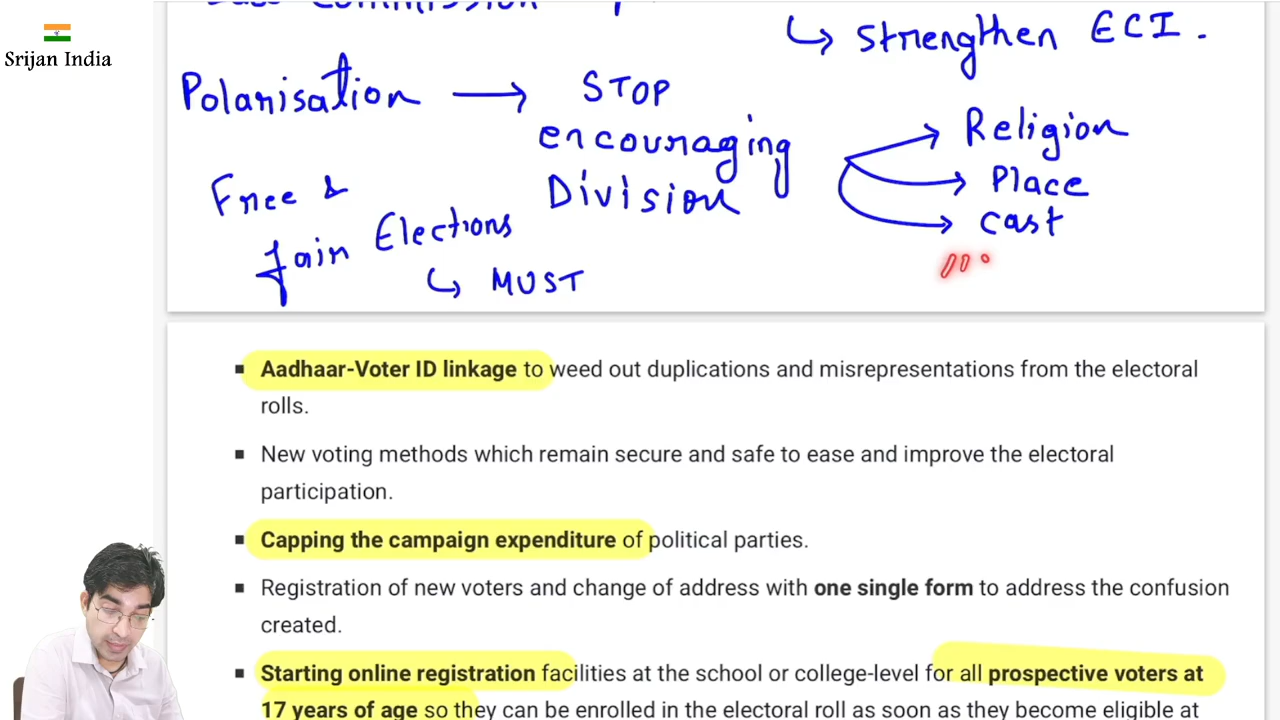 Srijan India
strengthen ECI.
Polarisation → STOP
encouraging
Division
Religion
Place
cast
Free &
fair Elections
MUST
▪ Aadhaar-Voter ID linkage to weed out duplications and misrepresentations from the electoral
rolls.
▪ New voting methods which remain secure and safe to ease and improve the electoral
participation.
▪ Capping the campaign expenditure of political parties.
▪ Registration of new voters and change of address with one single form to address the confusion
created.
▪ Starting online registration facilities at the school or college-level for all prospective voters at
17 years of age so they can be enrolled in the electoral roll as soon as they become eligible at